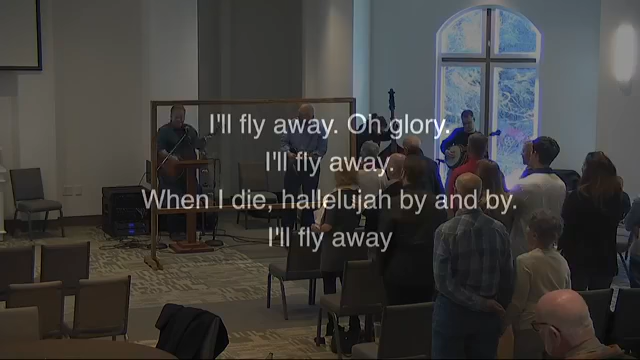 I'll fly away. Oh glory.
I'll fly away.
When I die, hallelujah by and by.
I'll fly away